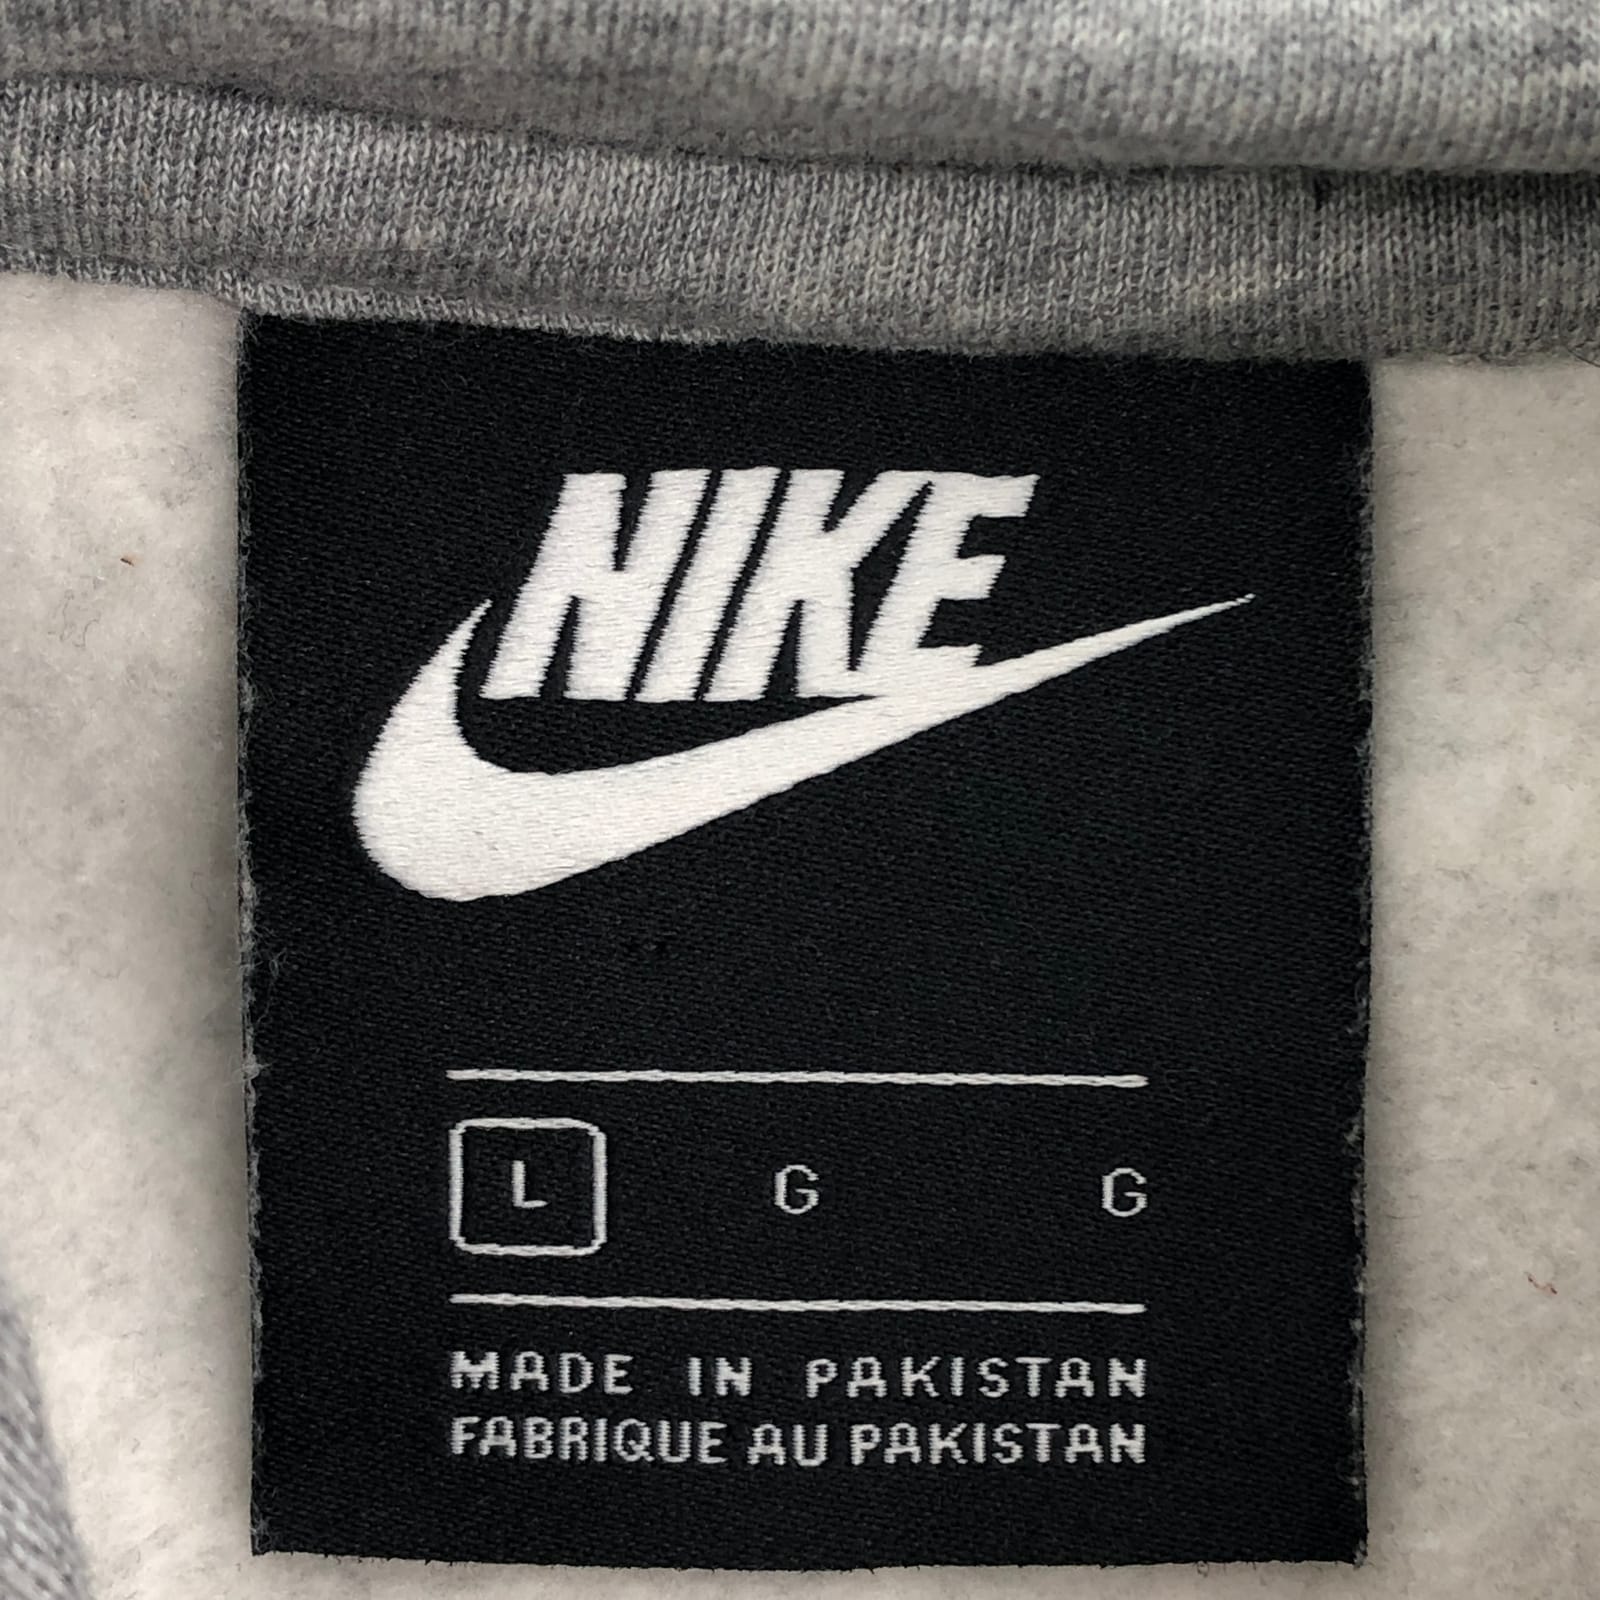 NIKE
L G G
MADE IN PAKISTAN
FABRIQUE AU PAKISTAN